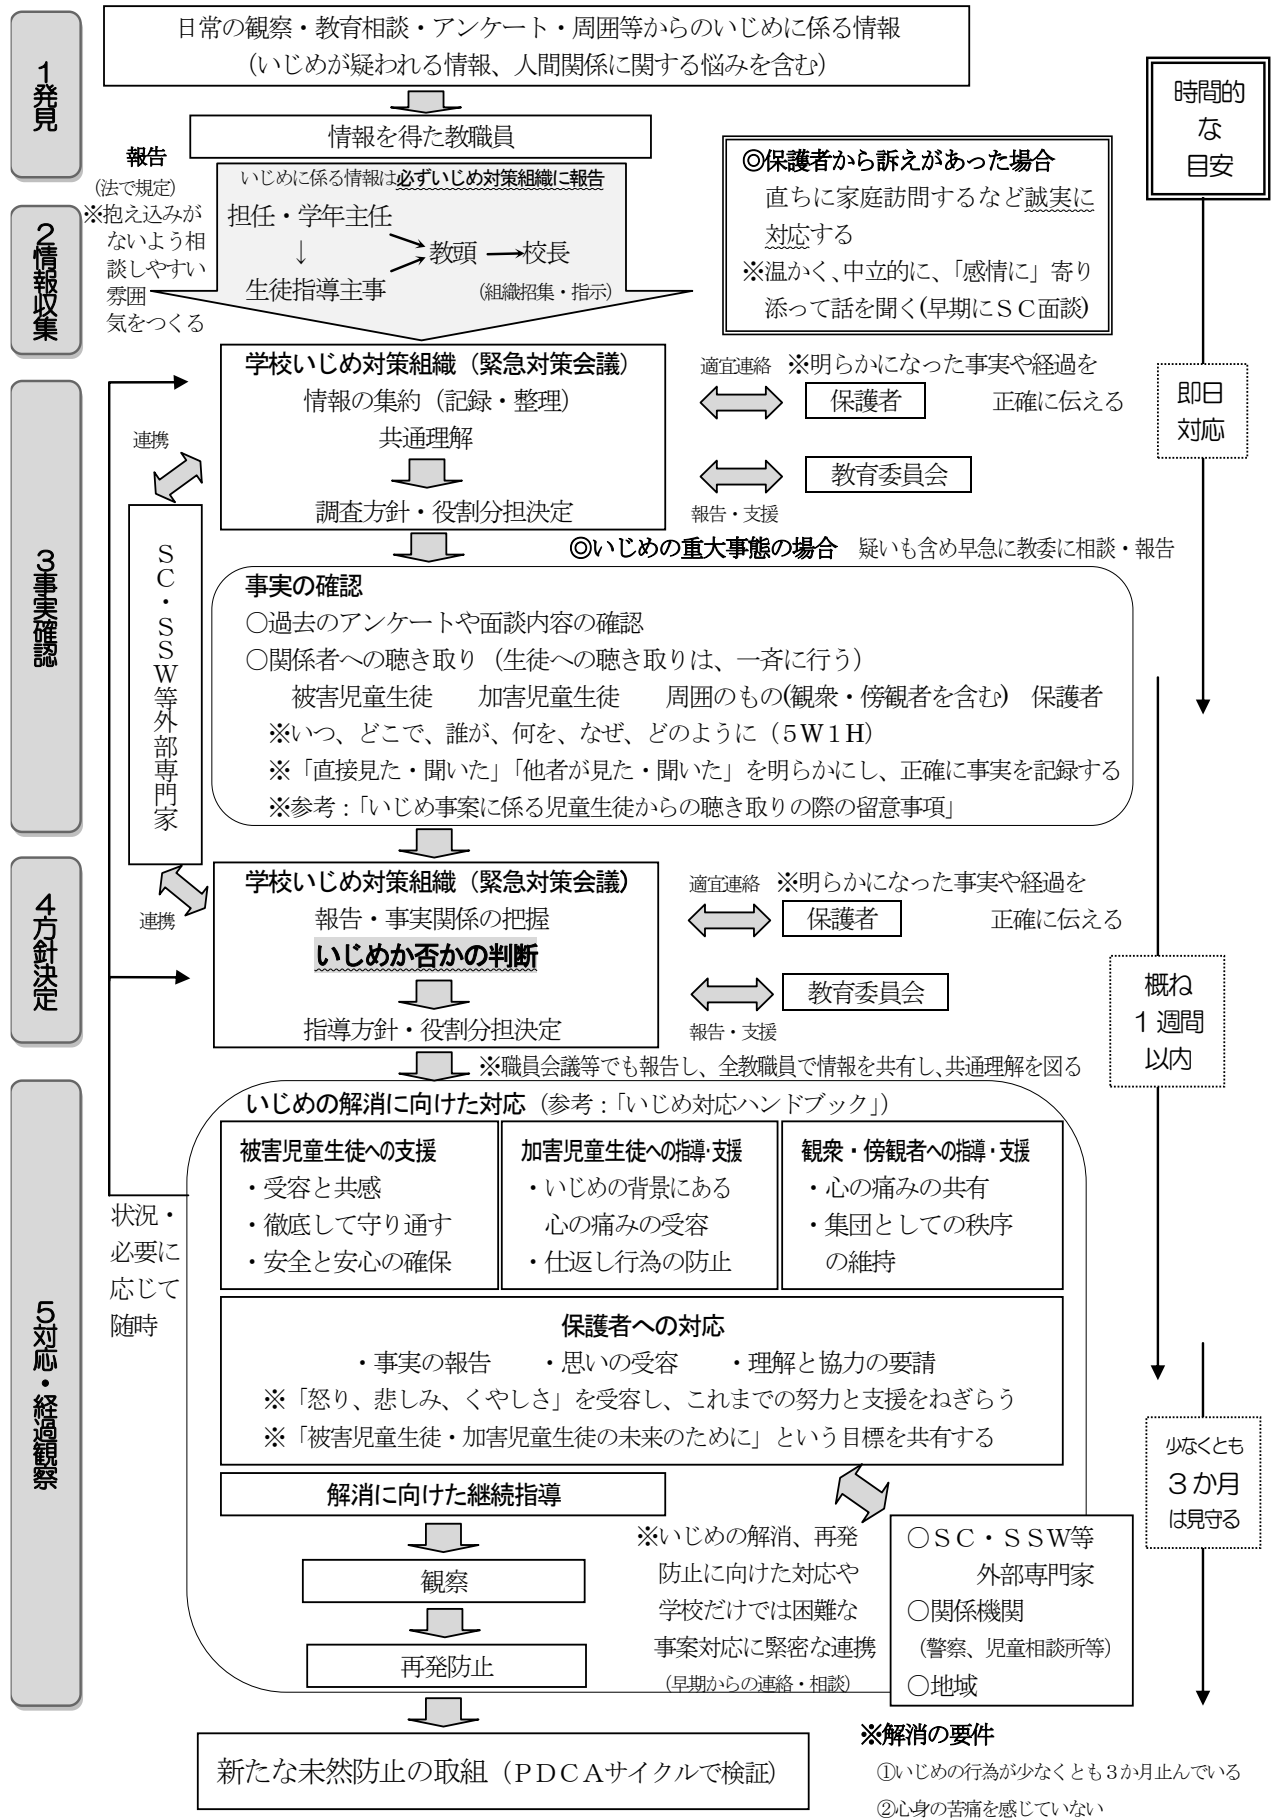 日常の観察・教育相談・アンケート・周囲等からのいじめに係る情報
（いじめが疑われる情報、人間関係に関する悩みを含む）
1発見
時間的
な
目安
情報を得た教職員
報告
（法で規定）
※抱え込みが
ないよう相
談しやすい
雰囲
気をつくる
いじめに係る情報は必ずいじめ対策組織に報告
担任・学年主任
↓
生徒指導主事
教頭
校長
（組織招集・指示）
◎保護者から訴えがあった場合
直ちに家庭訪問するなど誠実に
対応する
※温かく、中立的に、「感情に」寄り
添って話を聞く(早期にＳＣ面談)
2情報収集
学校いじめ対策組織（緊急対策会議）
情報の集約（記録・整理）
共通理解
調査方針・役割分担決定
適宜連絡
※明らかになった事実や経過を
正確に伝える
保護者
教育委員会
報告・支援
即日
対応
連携
ＳＣ・ＳＳＷ等外部専門家
3事実確認
◎いじめの重大事態の場合　疑いも含め早急に教委に相談・報告
事実の確認
○過去のアンケートや面談内容の確認
○関係者への聴き取り（生徒への聴き取りは、一斉に行う）
被害児童生徒　加害児童生徒　周囲のもの(観衆・傍観者を含む)　保護者
※いつ、どこで、誰が、何を、なぜ、どのように（５Ｗ１Ｈ）
※「直接見た・聞いた」「他者が見た・聞いた」を明らかにし、正確に事実を記録する
※参考：「いじめ事案に係る児童生徒からの聴き取りの際の留意事項」
4方針決定
連携
学校いじめ対策組織（緊急対策会議）
報告・事実関係の把握
いじめか否かの判断
指導方針・役割分担決定
適宜連絡
※明らかになった事実や経過を
正確に伝える
保護者
教育委員会
報告・支援
概ね
１週間
以内
※職員会議等でも報告し、全教職員で情報を共有し、共通理解を図る
5対応・経過観察
いじめの解消に向けた対応（参考：「いじめ対応ハンドブック」）
被害児童生徒への支援
・受容と共感
・徹底して守り通す
・安全と安心の確保
加害児童生徒への指導・支援
・いじめの背景にある
心の痛みの受容
・仕返し行為の防止
観衆・傍観者への指導・支援
・心の痛みの共有
・集団としての秩序
の維持
状況・
必要に
応じて
随時
保護者への対応
・事実の報告　・思いの受容　・理解と協力の要請
※「怒り、悲しみ、くやしさ」を受容し、これまでの努力と支援をねぎらう
※「被害児童生徒・加害児童生徒の未来のために」という目標を共有する
少なくとも
３か月
は見守る
解消に向けた継続指導
観察
再発防止
※いじめの解消、再発
防止に向けた対応や
学校だけでは困難な
事案対応に緊密な連携
（早期からの連絡・相談）
○ＳＣ・ＳＳＷ等
外部専門家
○関係機関
（警察、児童相談所等）
○地域
新たな未然防止の取組（ＰＤＣＡサイクルで検証）
※解消の要件
①いじめの行為が少なくとも３か月止んでいる
②心身の苦痛を感じていない